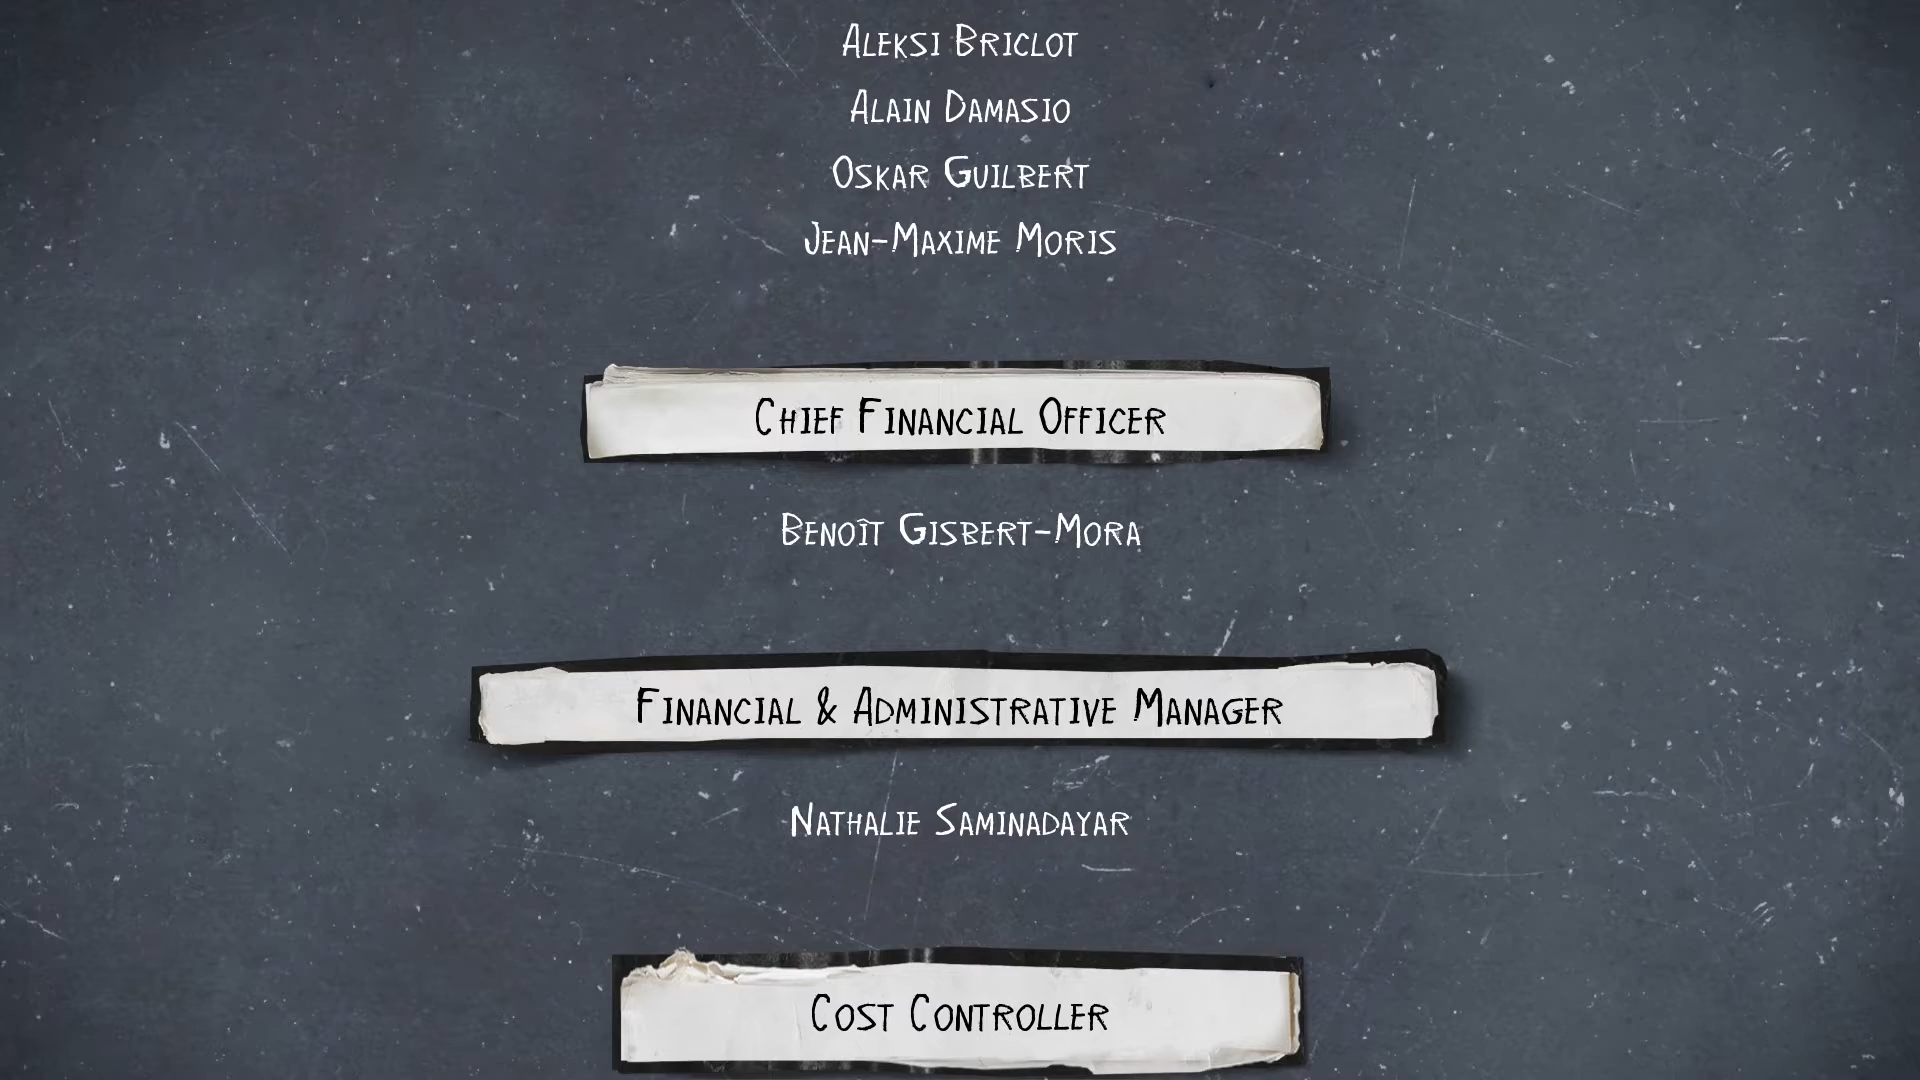 Aleksi Briclot
Alain Damasio
Oskar Guilbert
Jean-Maxime Moris
Chief Financial Officer
Benoît Gisbert-Mora
Financial & Administrative Manager
Nathalie Saminadayar
Cost Controller